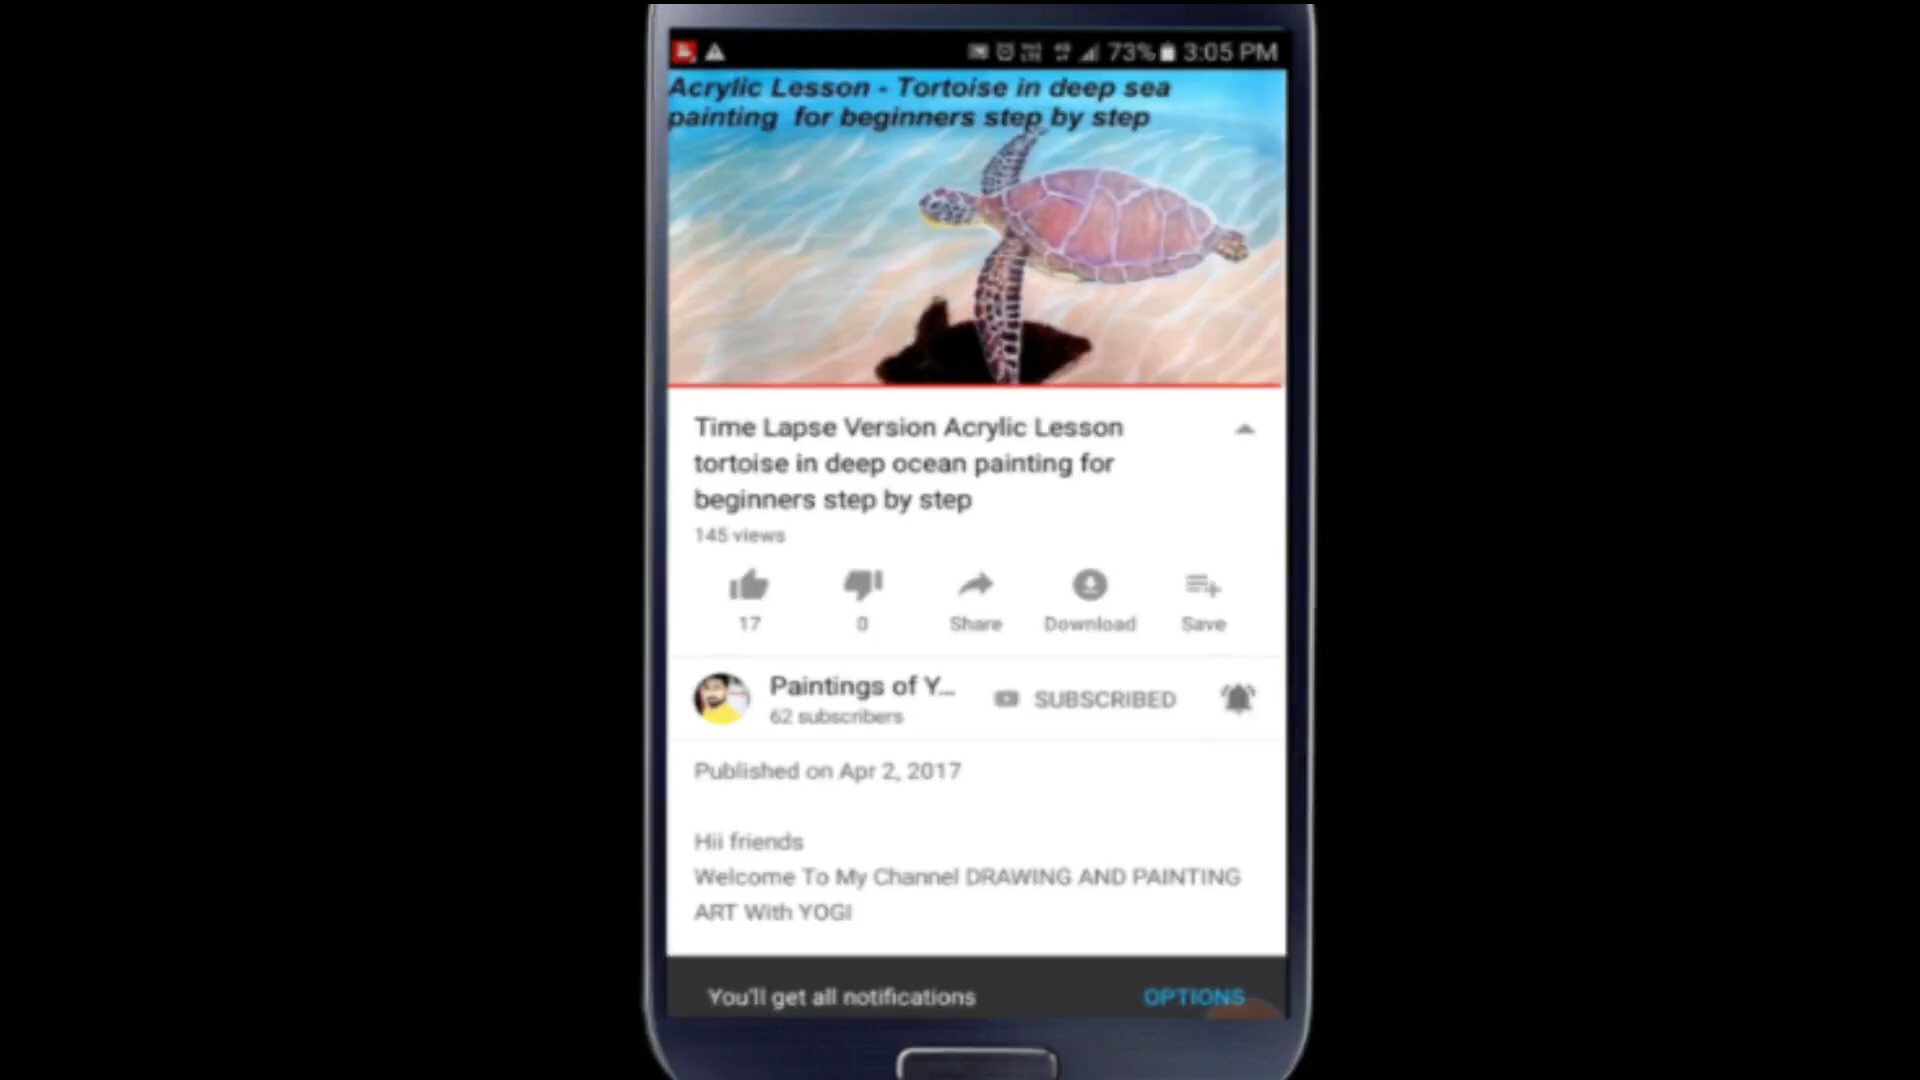 73% 3:05 PM
Acrylic Lesson - Tortoise in deep sea
painting for beginners step by step
Time Lapse Version Acrylic Lesson
tortoise in deep ocean painting for
beginners step by step
145 views
17 0 Share Download Save
Paintings of Y... SUBSCRIBED
62 subscribers
Published on Apr 2, 2017
Hii friends
Welcome To My Channel DRAWING AND PAINTING
ART With YOGI
You'll get all notifications OPTIONS